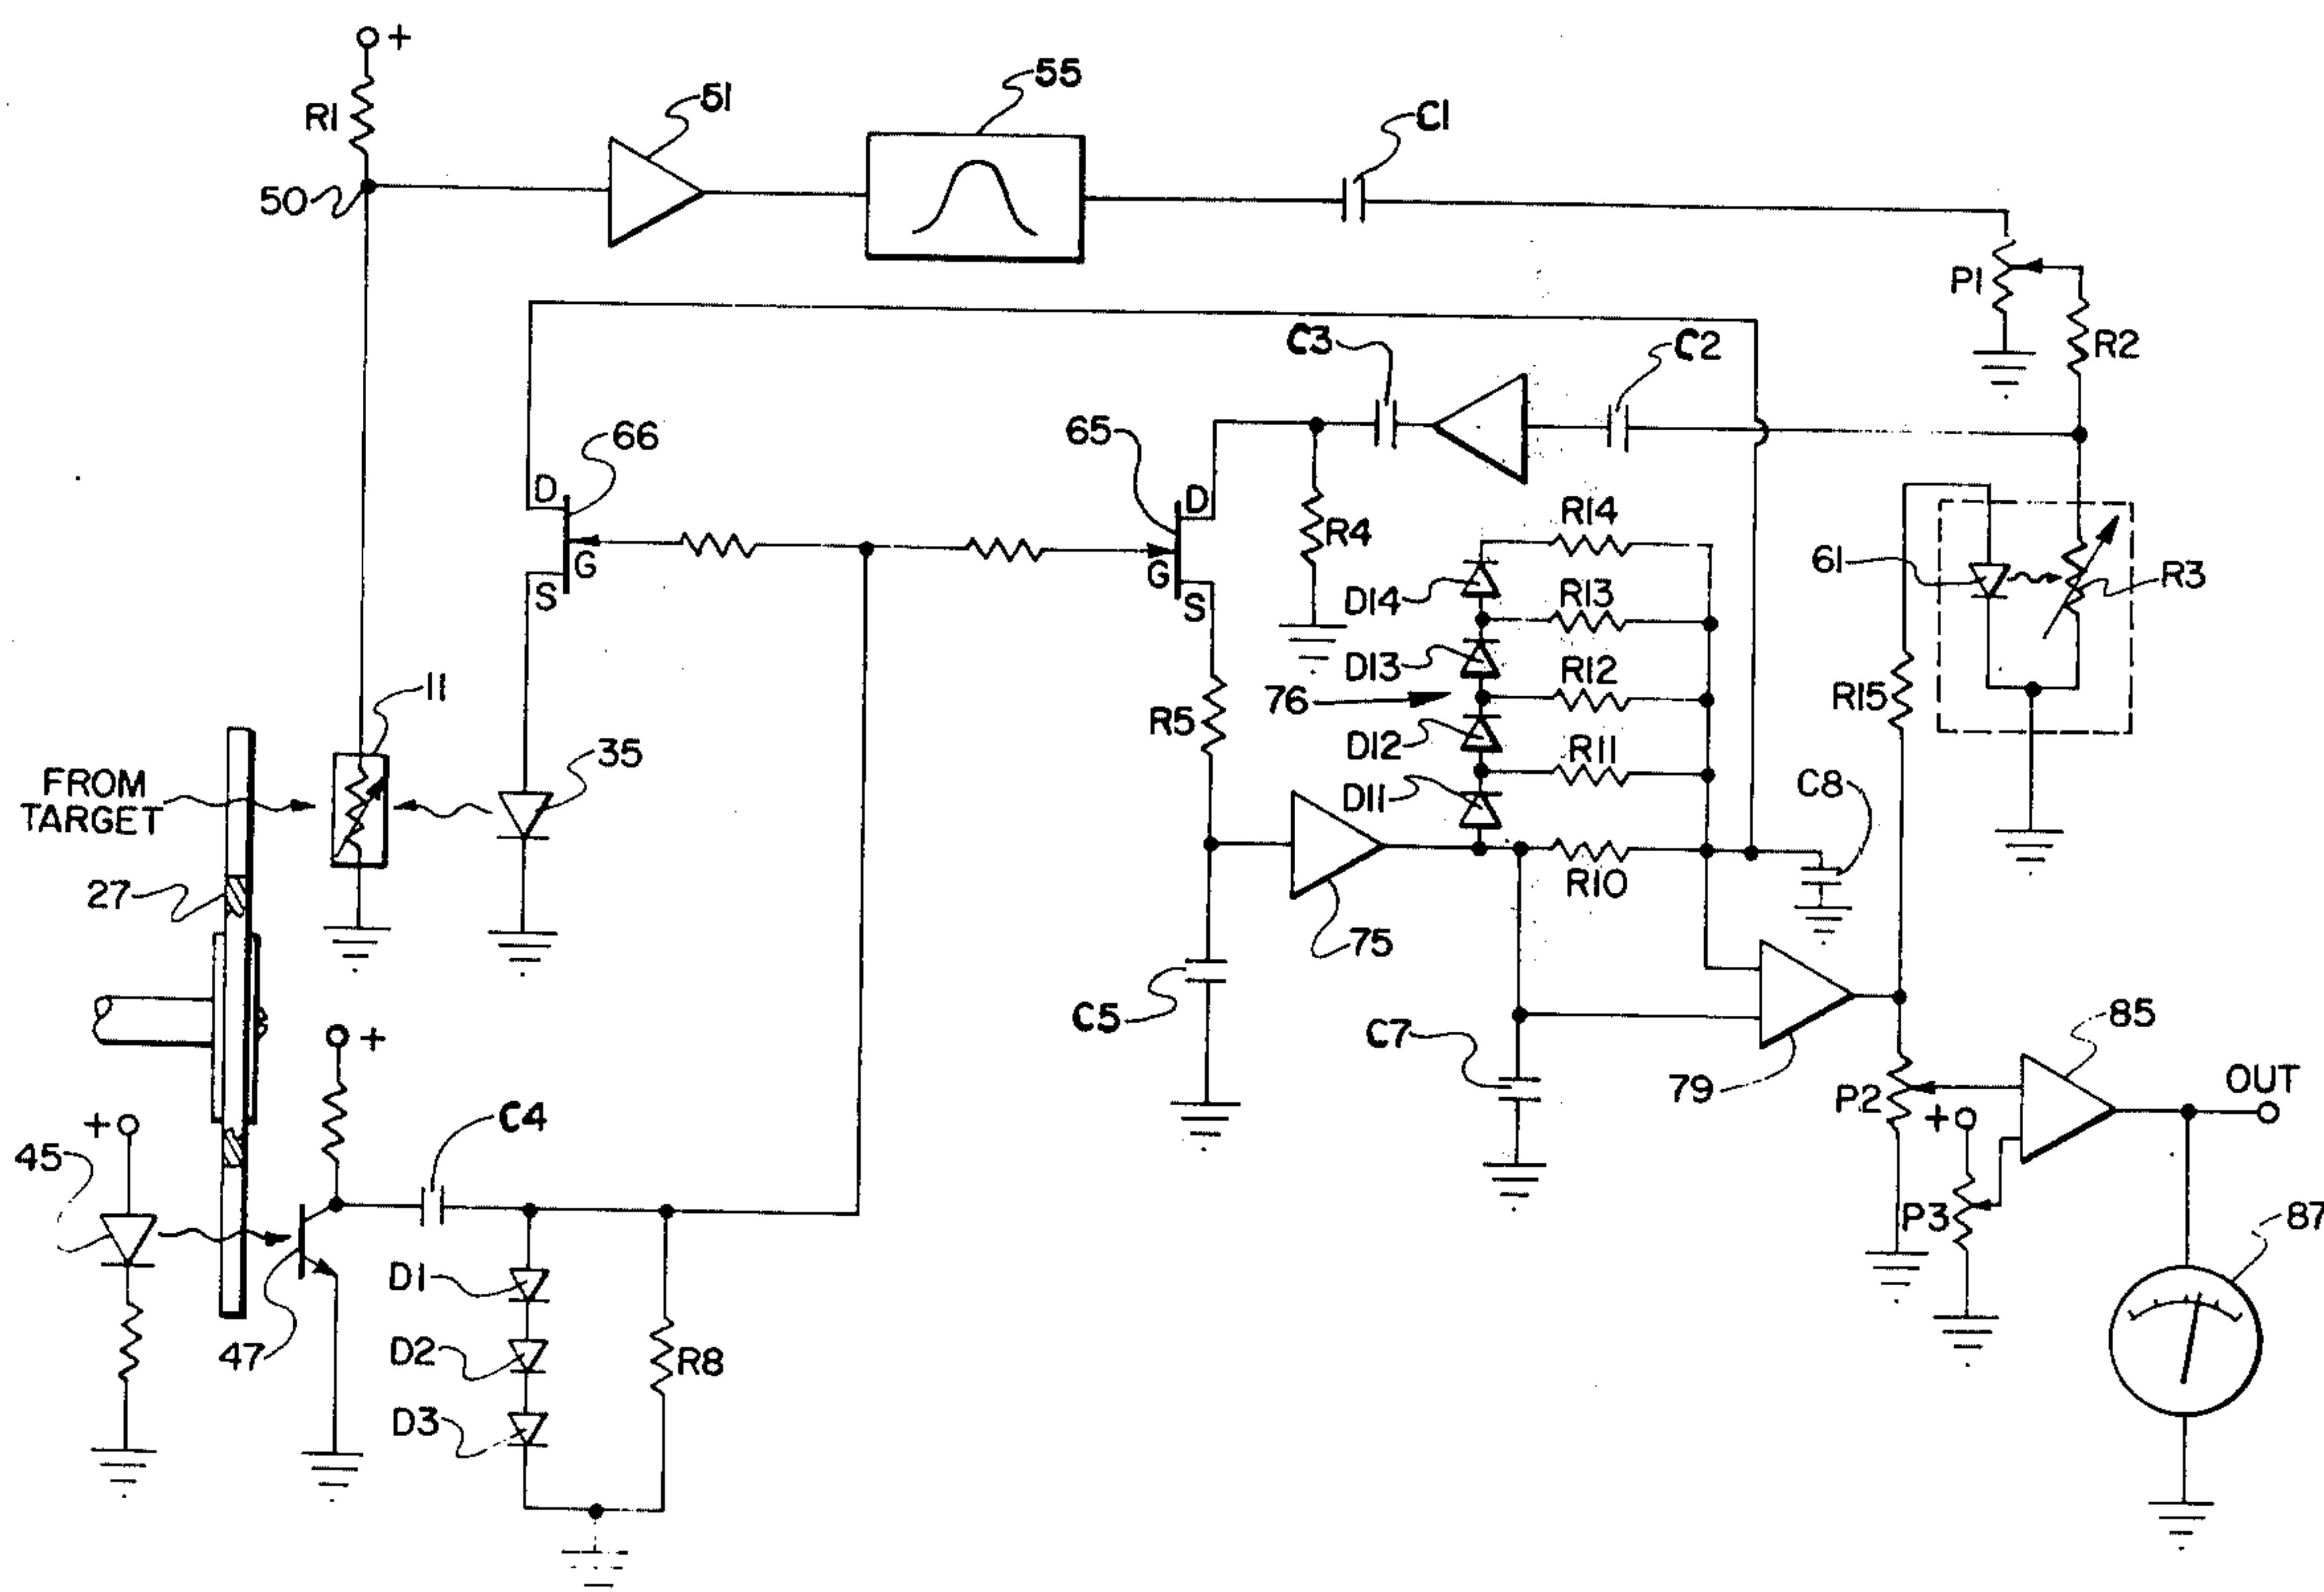 +
R1
50
51
55
C1
P1
R2
C3
C2
66
D
G
S
65
D
G
S
R4
R14
D14
R13
D13
R12
76
D12
R11
D11
R10
61
R3
R15
R5
C8
11
35
FROM
TARGET
27
75
C5
C7
79
+
+
45
47
C4
D1
D2
D3
R8
P2
+
P3
85
OUT
87